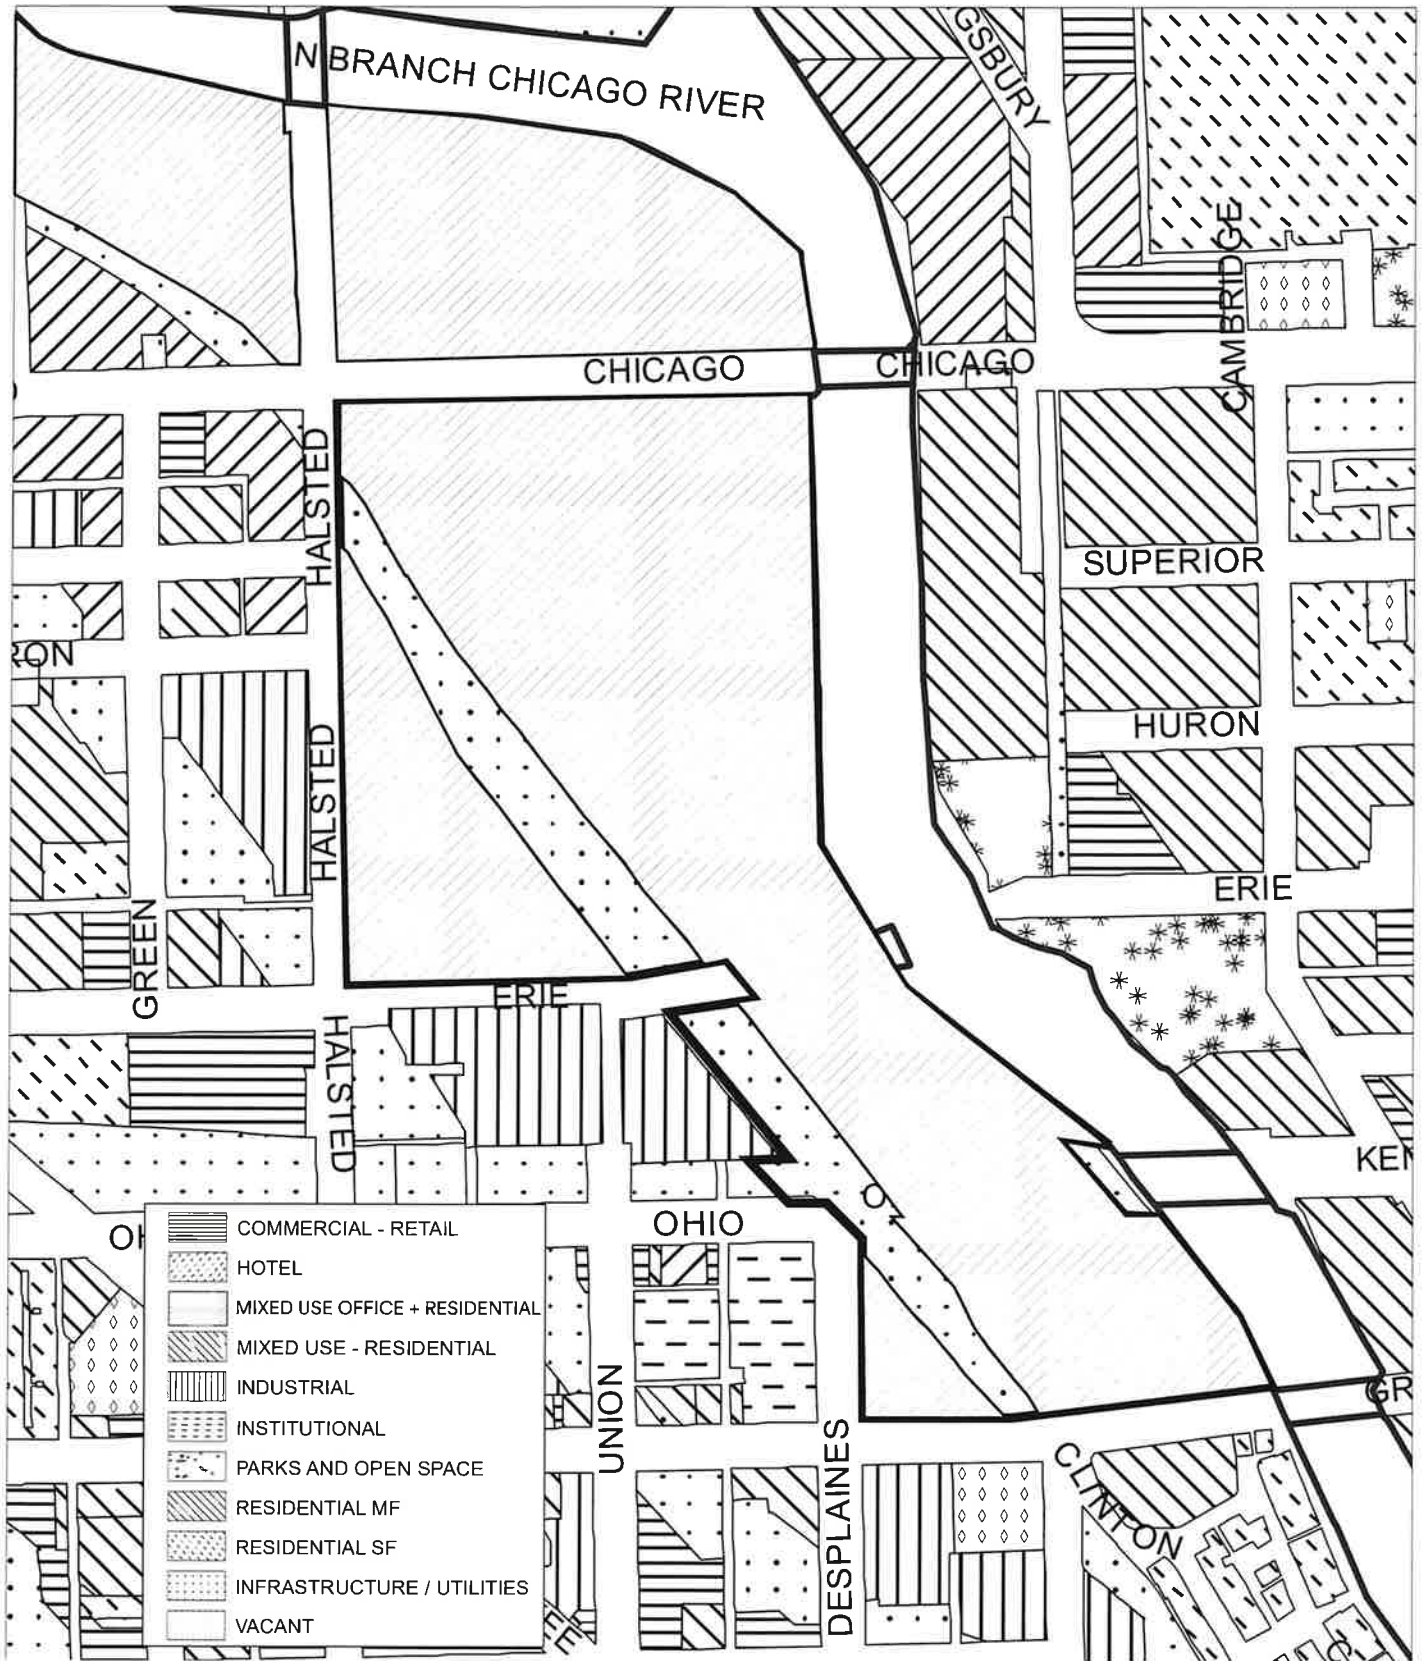 N BRANCH CHICAGO RIVER
GSBURY
CAMBRIDGE
CHICAGO
CHICAGO
HALSTED
SUPERIOR
RON
HURON
HALSTED
ERIE
GREEN
ERIE
HALSTED
KEN
O
OH
OHIO
UNION
GR
DESPLAINES
CLINTON
COMMERCIAL - RETAIL
HOTEL
MIXED USE OFFICE + RESIDENTIAL
MIXED USE - RESIDENTIAL
INDUSTRIAL
INSTITUTIONAL
PARKS AND OPEN SPACE
RESIDENTIAL MF
RESIDENTIAL SF
INFRASTRUCTURE / UTILITIES
VACANT